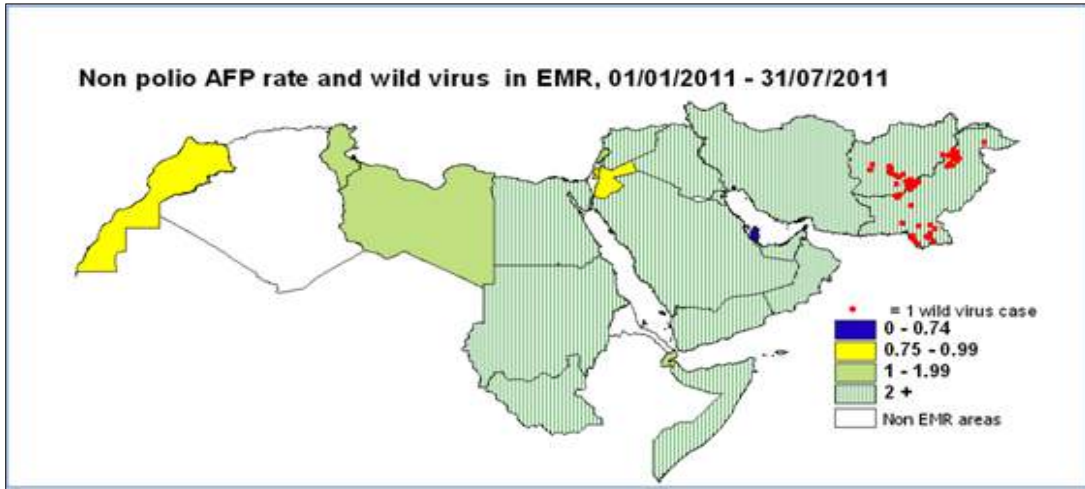 Non polio AFP rate and wild virus in EMR, 01/01/2011 - 31/07/2011
= 1 wild virus case
0 - 0.74
0.75 - 0.99
1 - 1.99
2 +
Non EMR areas